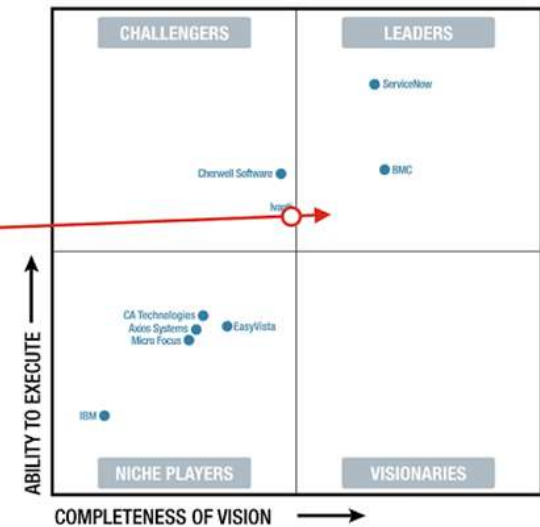 CHALLENGERS
LEADERS
ServiceNow
Cherwell Software
BMC
Ivanti
CA Technologies
Axios Systems
EasyVista
Micro Focus
IBM
NICHE PLAYERS
VISIONARIES
ABILITY TO EXECUTE
COMPLETENESS OF VISION